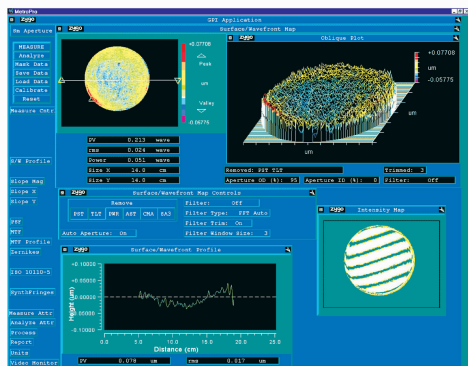 MetroPro
zygo GPI Application
8m Aperture
MEASURE
Analyze
Mask Data
Save Data
Load Data
Calibrate
Reset
Measure Cntr
H/W Profile
Slope Mag
Slope X
Slope Y
PSF
MTF
MTF Profile
Zernikes
ISO 10110-5
SynthFringes
Measure Attr
Analyze Attr
Process
Report
Units
Video Monitor
zygo Surface/Wavefront Map
+0.07708
Peak
um
Valley
-0.05775
PV 0.213 wave
rms 0.024 wave
Power 0.051 wave
Size X 14.0 cm
Size Y 14.0 cm
zygo Oblique Plot
+0.07708
um
-0.05775
um
Removed: PST TLT Trimmed: 3
Aperture OD (%): 95 Aperture ID (%): 0 Filter: Off
zygo Surface/Wavefront Map Controls
Remove
PST TLT PWR AST CMA SA3
Auto Aperture: On
Filter: Off
Filter Type: FFT Auto
Filter Trim: On
Filter Window Size: 3
zygo Surface/Wavefront Profile
Height (um)
+0.10000
+0.05000
+0.00000
-0.05000
-0.10000
0.0 5.0 10.0 15.0 20.0 25.0
Distance (cm)
PV 0.078 um rms 0.017 um
zygo Intensity Map